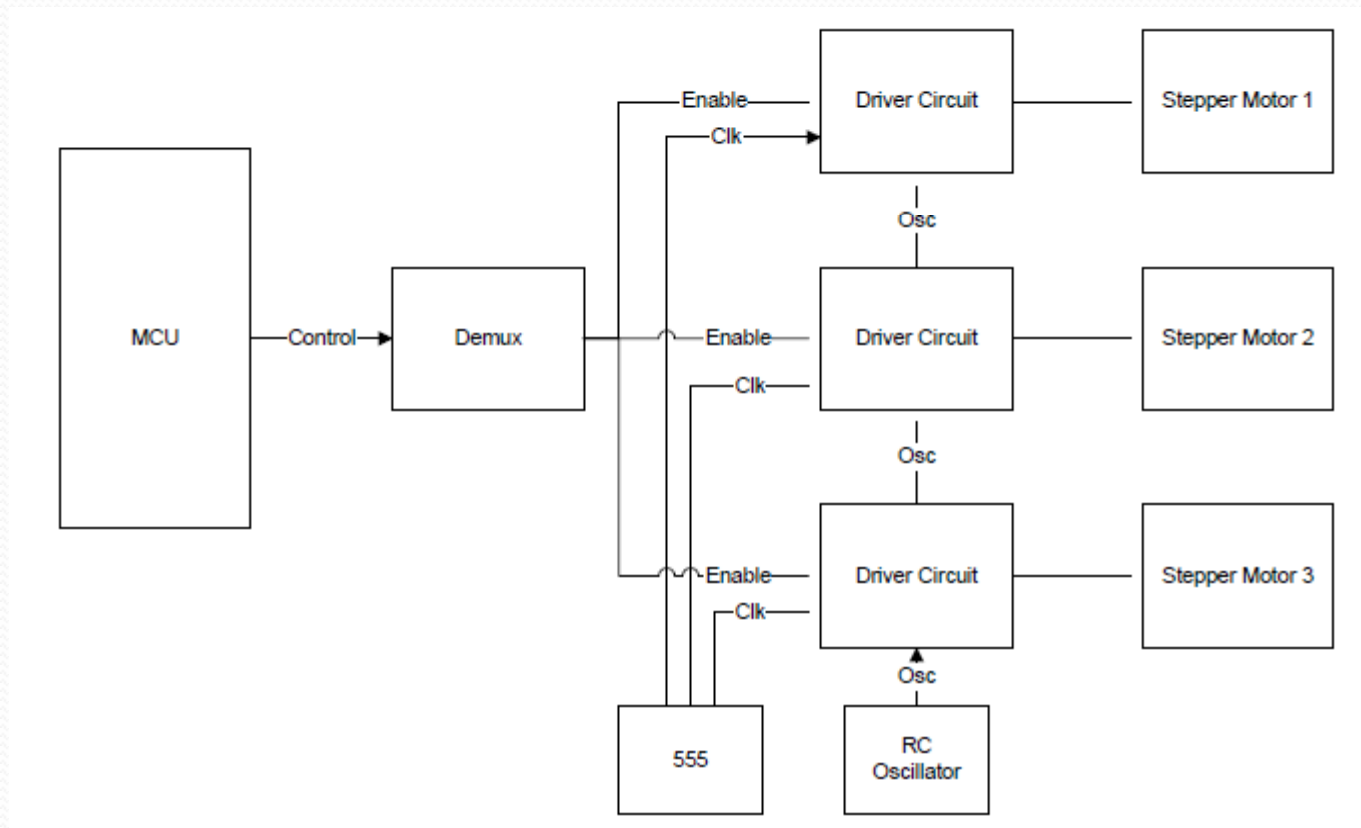 Enable
Driver Circuit
Stepper Motor 1
Clk
Osc
MCU
Control
Demux
Enable
Driver Circuit
Stepper Motor 2
Clk
Osc
Enable
Driver Circuit
Stepper Motor 3
Clk
Osc
555
RC
Oscillator